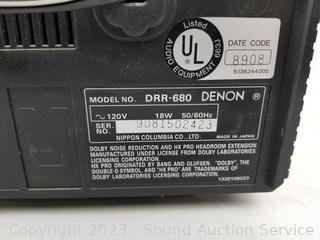 Listed
UL
®
AUDIO EQUIPMENT 663J
DATE CODE
8908
5138244005
MODEL NO. DRR-680 DENON ®
~ 120V 18W 50/60Hz
SER. NO. 9081502423
NIPPON COLUMBIA CO., LTD. MADE IN JAPAN
DOLBY NOISE REDUCTION AND HX PRO HEADROOM EXTENSION
MANUFACTURED UNDER LICENSE FROM DOLBY LABORATORIES
LICENSING CORPORATION.
HX PRO ORIGINATED BY BANG AND OLUFSEN. "DOLBY", THE
DOUBLE-D SYMBOL, AND "HX PRO" ARE TRADEMARKS OF
DOLBY LABORATORIES LICENSING CORPORATION.
Copyright 2023 - Sound Auction Service